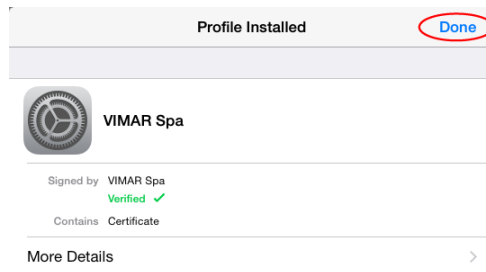 Profile Installed Done
VIMAR Spa
Signed by VIMAR Spa
Verified ✓
Contains Certificate
More Details